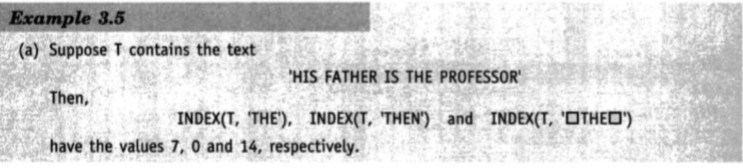 Example 3.5
(a) Suppose T contains the text
'HIS FATHER IS THE PROFESSOR'
Then,
INDEX(T, 'THE'), INDEX(T, 'THEN') and INDEX(T, '□THE□')
have the values 7, 0 and 14, respectively.